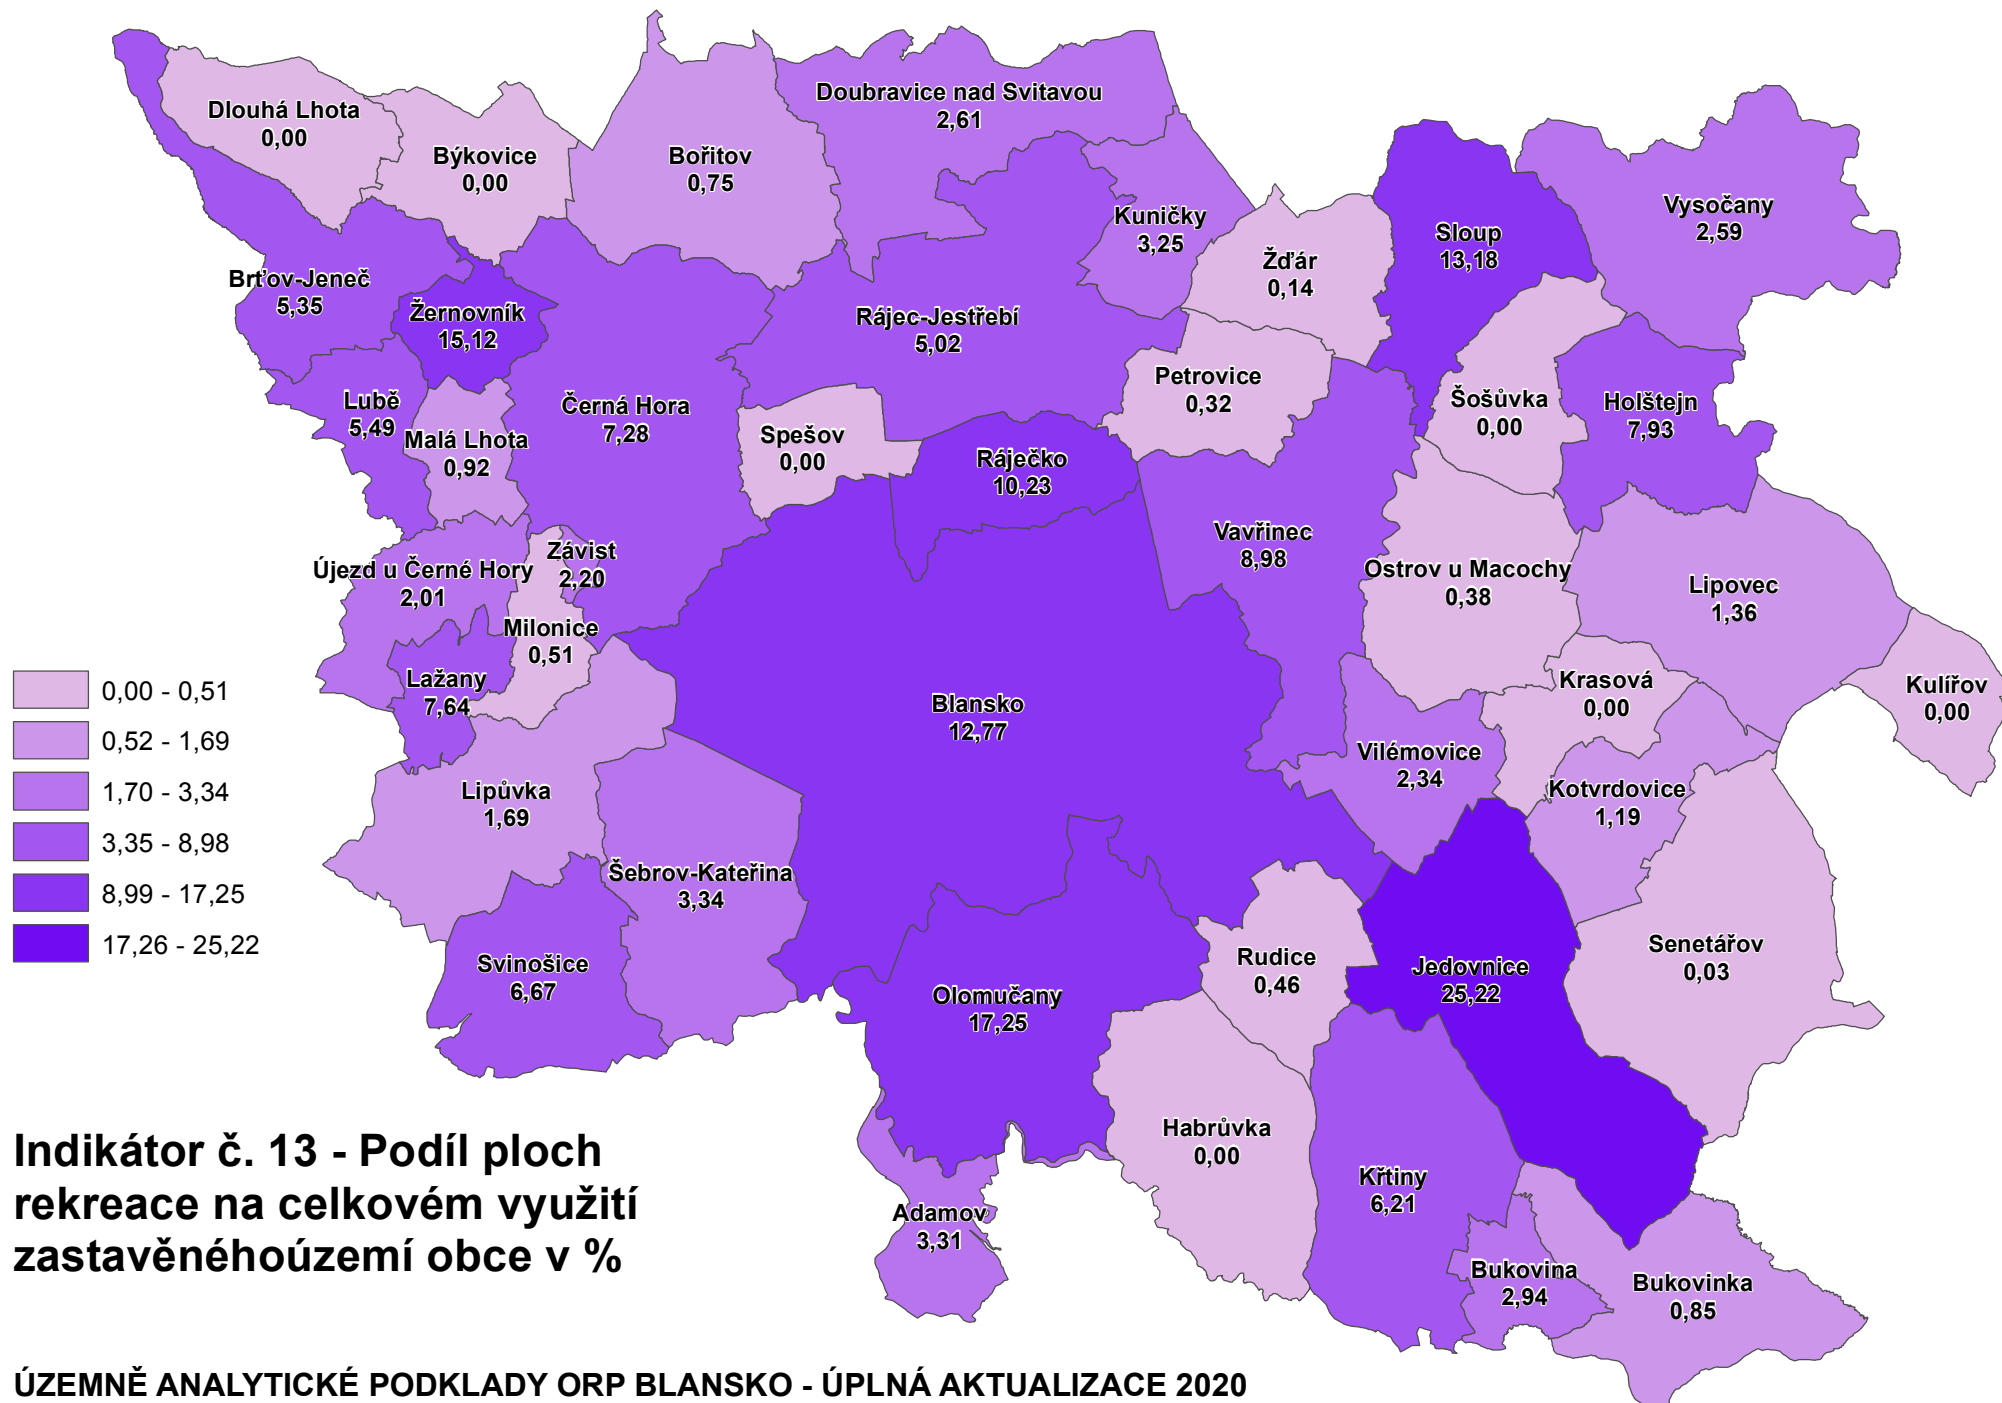 Dlouhá Lhota
0,00
Býkovice
0,00
Bořitov
0,75
Doubravice nad Svitavou
2,61
Kuničky
3,25
Žďár
0,14
Sloup
13,18
Vysočany
2,59
Brťov-Jeneč
5,35
Žernovník
15,12
Rájec-Jestřebí
5,02
Petrovice
0,32
Šošůvka
0,00
Holštejn
7,93
Lubě
5,49
Malá Lhota
0,92
Černá Hora
7,28
Spešov
0,00
Ráječko
10,23
Vavřinec
8,98
Ostrov u Macochy
0,38
Lipovec
1,36
Újezd u Černé Hory
2,01
Závist
2,20
Milonice
0,51
Lažany
7,64
Blansko
12,77
Krasová
0,00
Kulířov
0,00
Vilémovice
2,34
Kotvrdovice
1,19
Lipůvka
1,69
Šebrov-Kateřina
3,34
Svinošice
6,67
Olomučany
17,25
Rudice
0,46
Jedovnice
25,22
Senetářov
0,03
Habrůvka
0,00
Křtiny
6,21
Adamov
3,31
Bukovina
2,94
Bukovinka
0,85
0,00 - 0,51
0,52 - 1,69
1,70 - 3,34
3,35 - 8,98
8,99 - 17,25
17,26 - 25,22
Indikátor č. 13 - Podíl ploch
rekreace na celkovém využití
zastavěnéhoúzemí obce v %
ÚZEMNĚ ANALYTICKÉ PODKLADY ORP BLANSKO - ÚPLNÁ AKTUALIZACE 2020